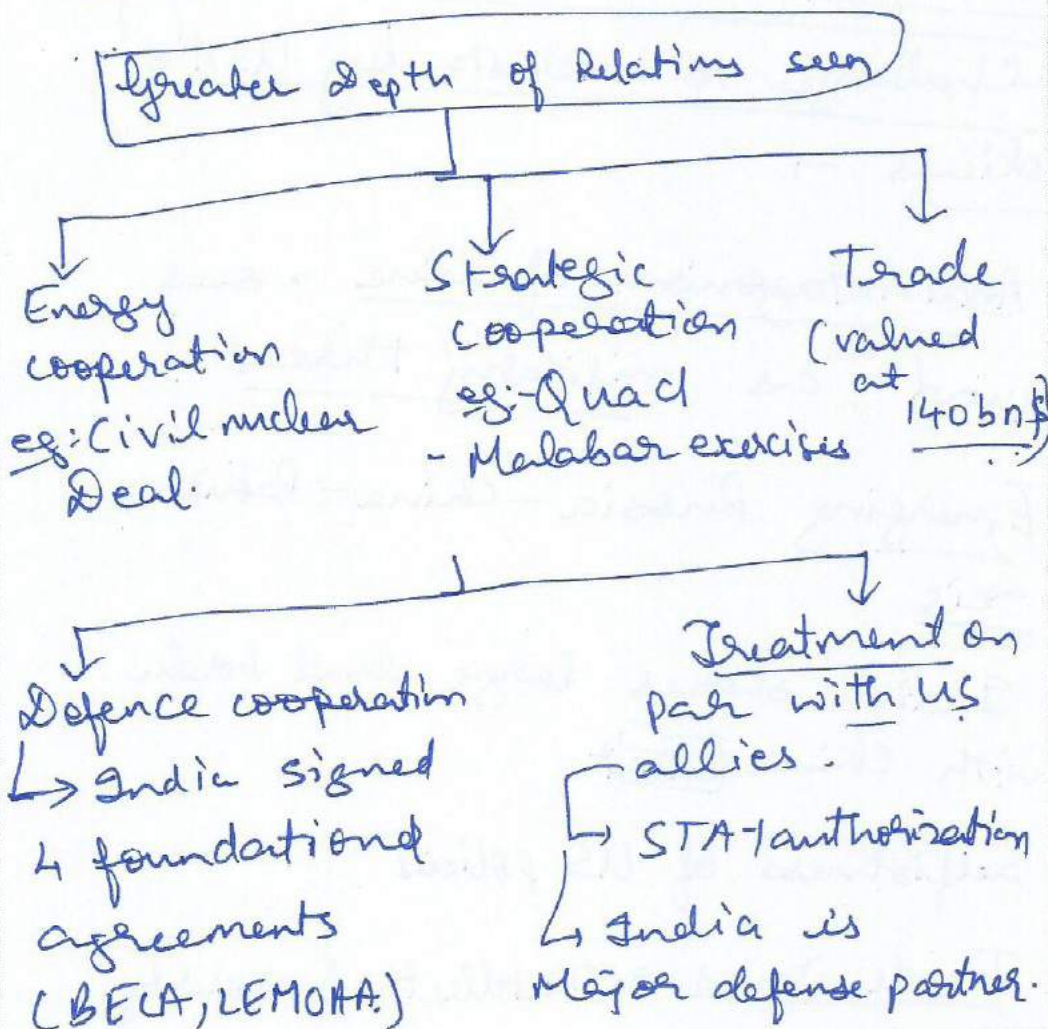 Greater Depth of Relations seen
Energy
cooperation
eg: Civil nuclear
Deal.
Strategic
cooperation
eg:- Quad
- Malabar exercises
Trade
(valued
at
140bn$)
Defence cooperation
↳ India signed
4 foundationd
agreements
(BECA, LEMOHA.)
Treatment on
par with US
allies.
↳ STA-1 authorization
↳ India is
Major defense partner.